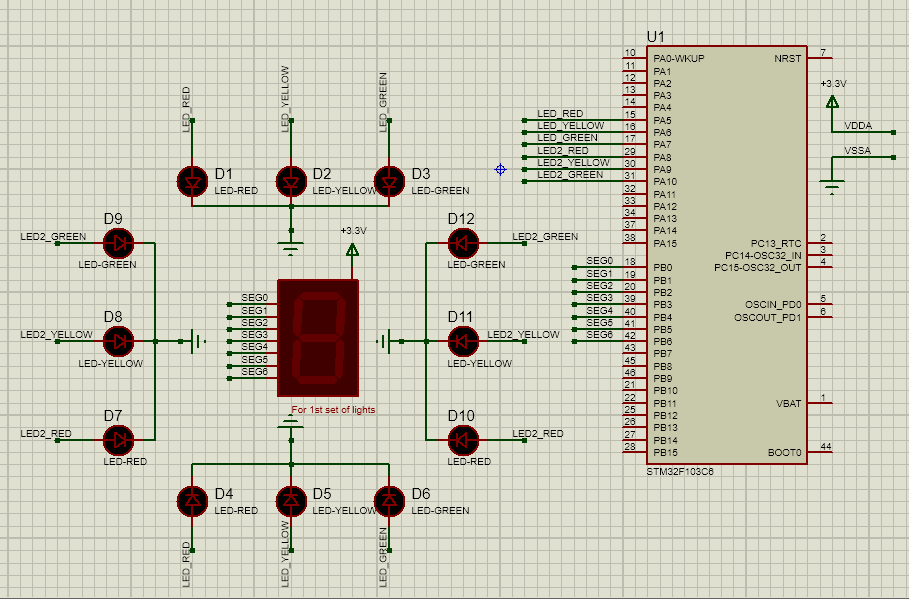 LED_RED
LED_YELLOW
LED_GREEN
D1
LED-RED
D2
LED-YELLOW
D3
LED-GREEN
D9
LED2_GREEN
LED-GREEN
D8
LED2_YELLOW
LED-YELLOW
D7
LED2_RED
LED-RED
+3.3V
SEG0
SEG1
SEG2
SEG3
SEG4
SEG5
SEG6
For 1st set of lights
D12
LED2_GREEN
LED-GREEN
D11
LED2_YELLOW
LED-YELLOW
D10
LED2_RED
LED-RED
D4
LED-RED
D5
LED-YELLOW
D6
LED-GREEN
LED_RED
LED_YELLOW
LED_GREEN
U1
10 PA0-WKUP
11 PA1
12 PA2
13 PA3
14 PA4
LED_RED 15 PA5
LED_YELLOW 16 PA6
LED_GREEN 17 PA7
LED2_RED 29 PA8
LED2_YELLOW 30 PA9
LED2_GREEN 31 PA10
32 PA11
33 PA12
34 PA13
37 PA14
38 PA15
SEG0 18 PB0
SEG1 19 PB1
SEG2 20 PB2
SEG3 39 PB3
SEG4 40 PB4
SEG5 41 PB5
SEG6 42 PB6
43 PB7
45 PB8
46 PB9
21 PB10
22 PB11
25 PB12
26 PB13
27 PB14
28 PB15
NRST 7
PC13_RTC 2
PC14-OSC32_IN 3
PC15-OSC32_OUT 4
OSCIN_PD0 5
OSCOUT_PD1 6
VBAT 1
BOOT0 44
STM32F103C6
+3.3V
VDDA
VSSA